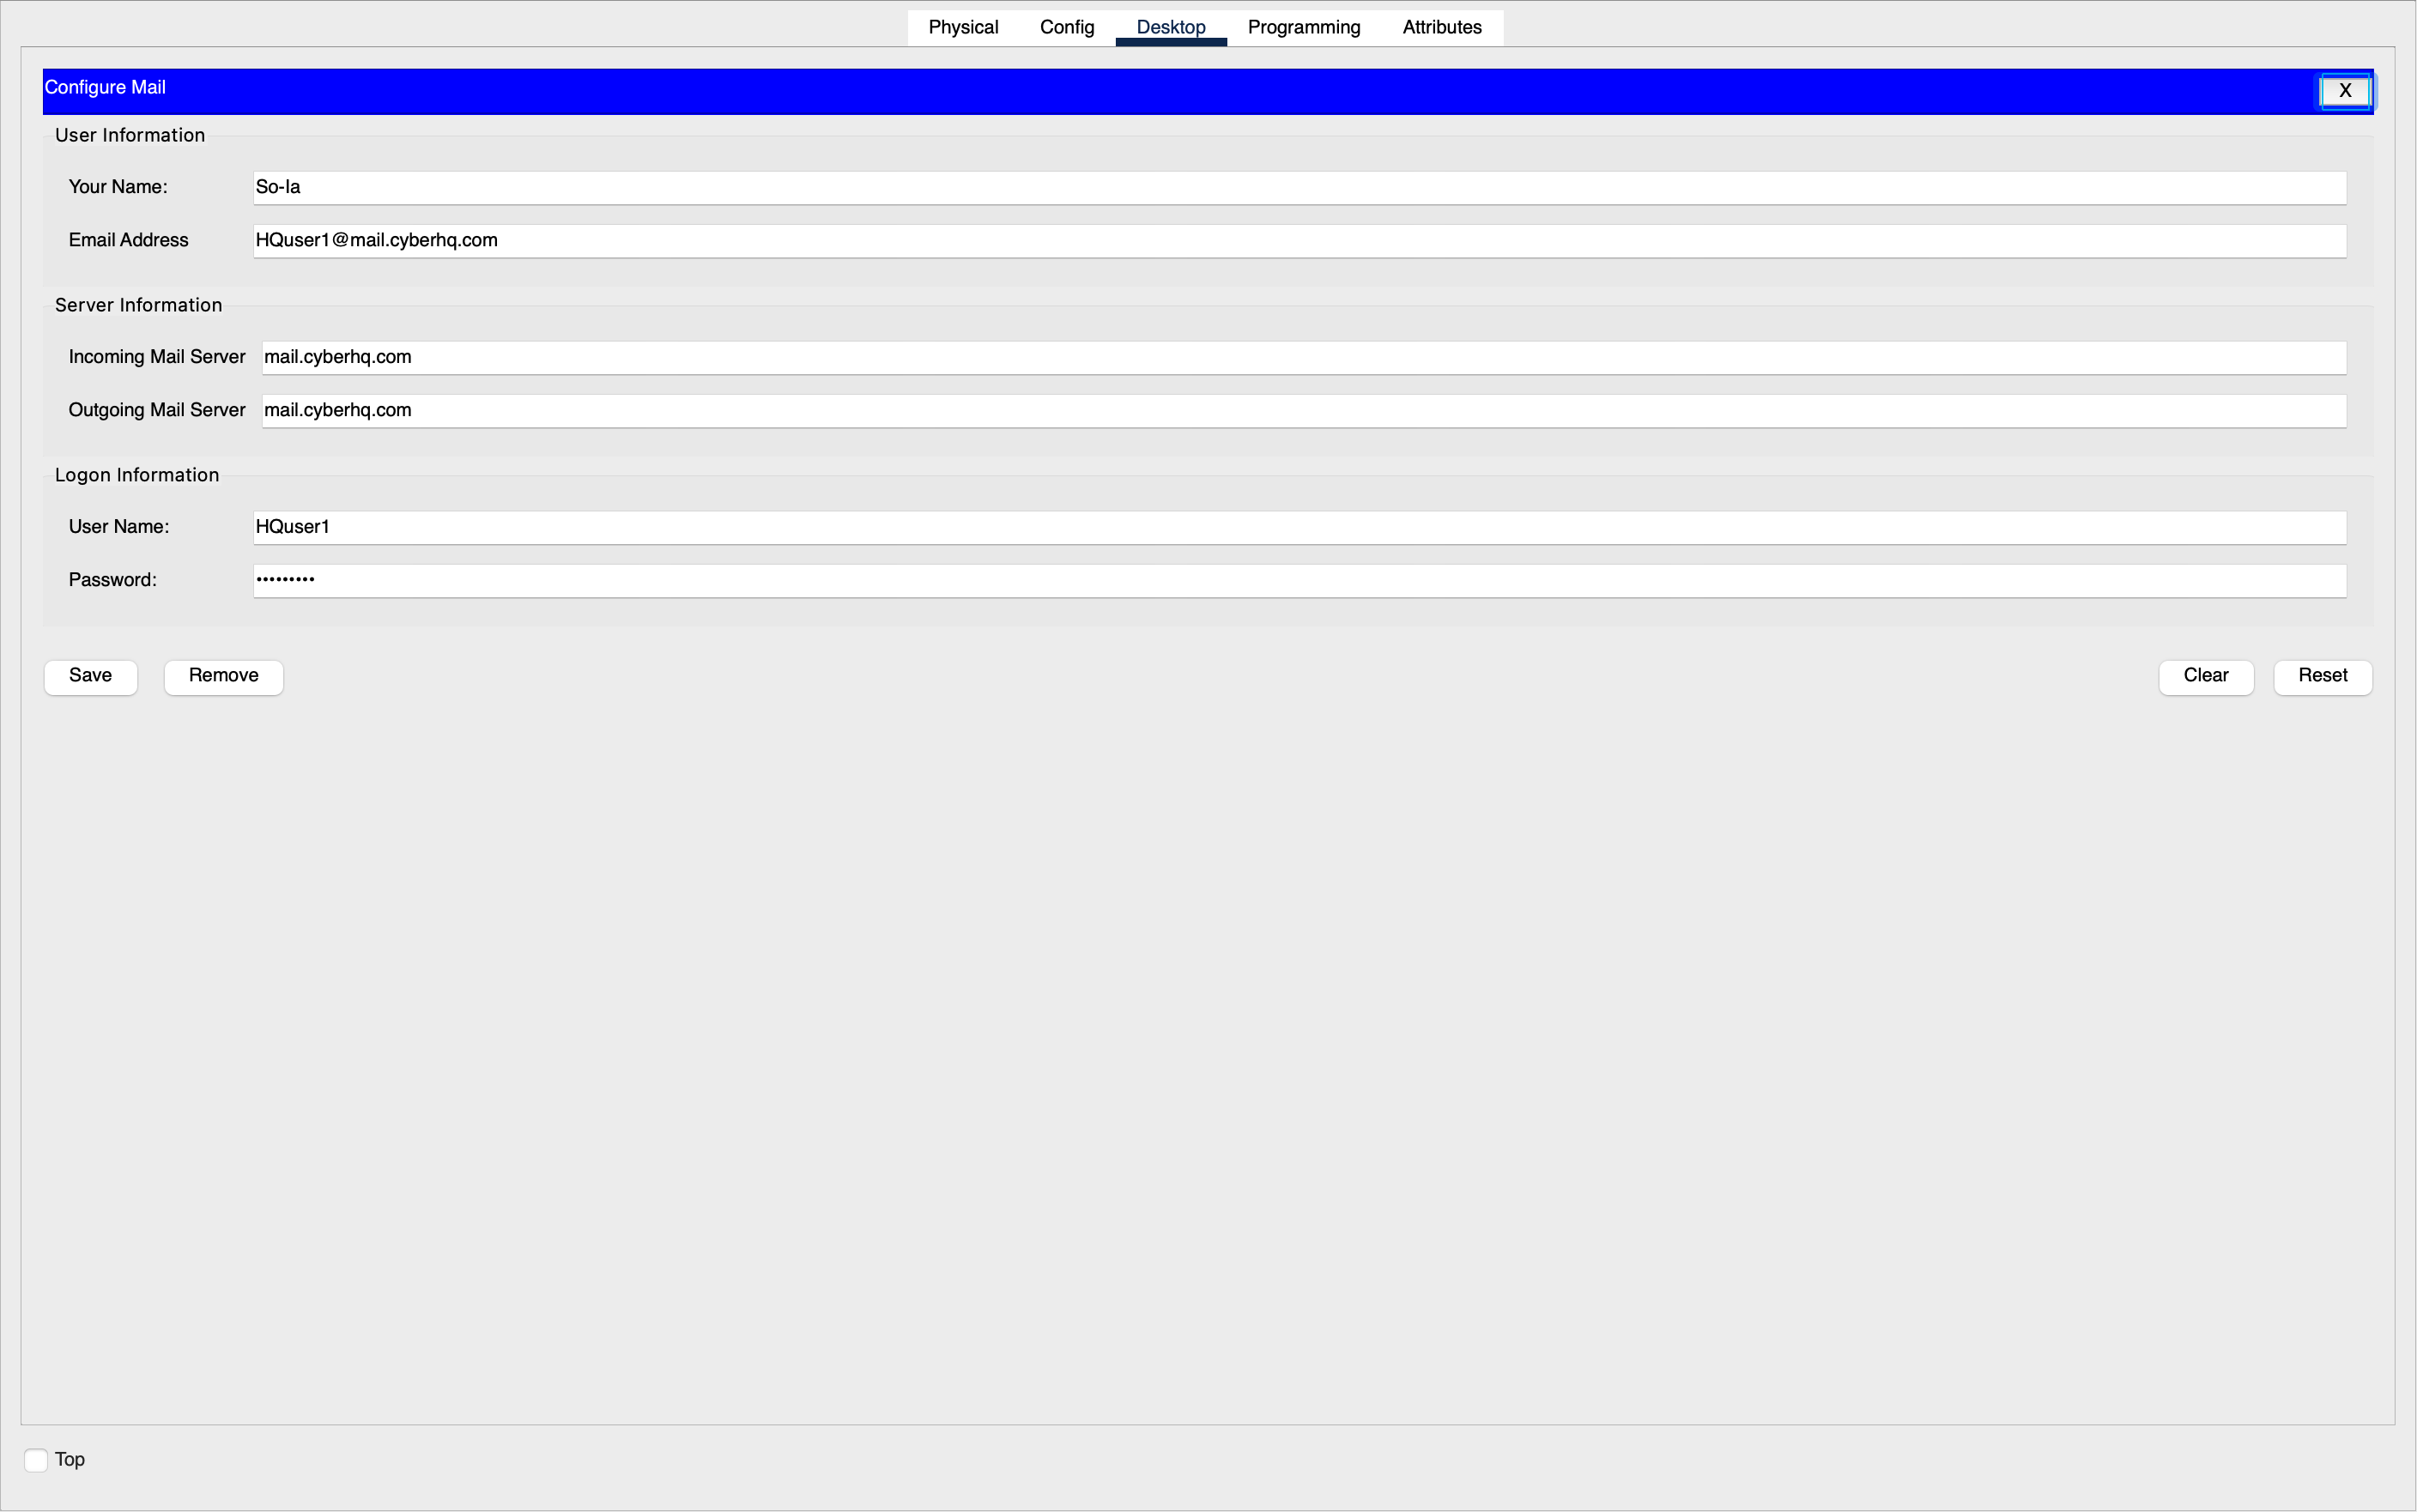 Physical Config Desktop Programming Attributes
Configure Mail X
User Information
Your Name: So-la
Email Address HQuser1@mail.cyberhq.com
Server Information
Incoming Mail Server mail.cyberhq.com
Outgoing Mail Server mail.cyberhq.com
Logon Information
User Name: HQuser1
Password: •••••••••
Save Remove Clear Reset
Top